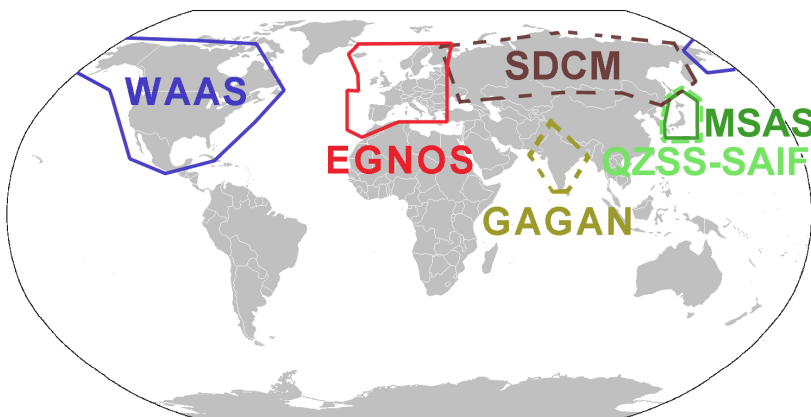 SDCM
WAAS
MSAS
EGNOS
QZSS-SAIF
GAGAN